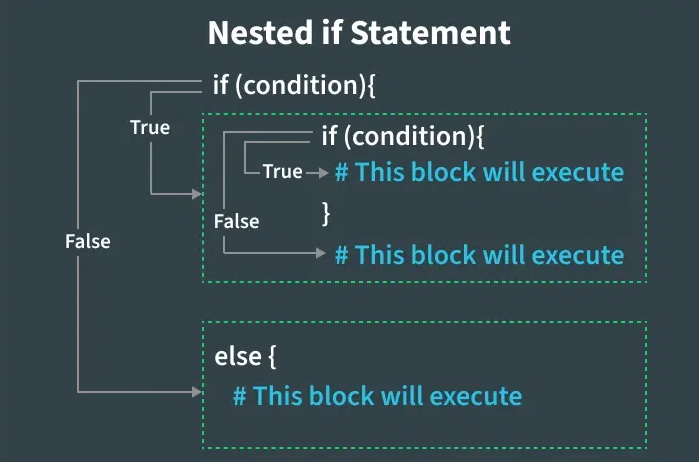 Nested if Statement
if (condition){
True
if (condition){
True
# This block will execute
}
False
# This block will execute
False
else {
# This block will execute